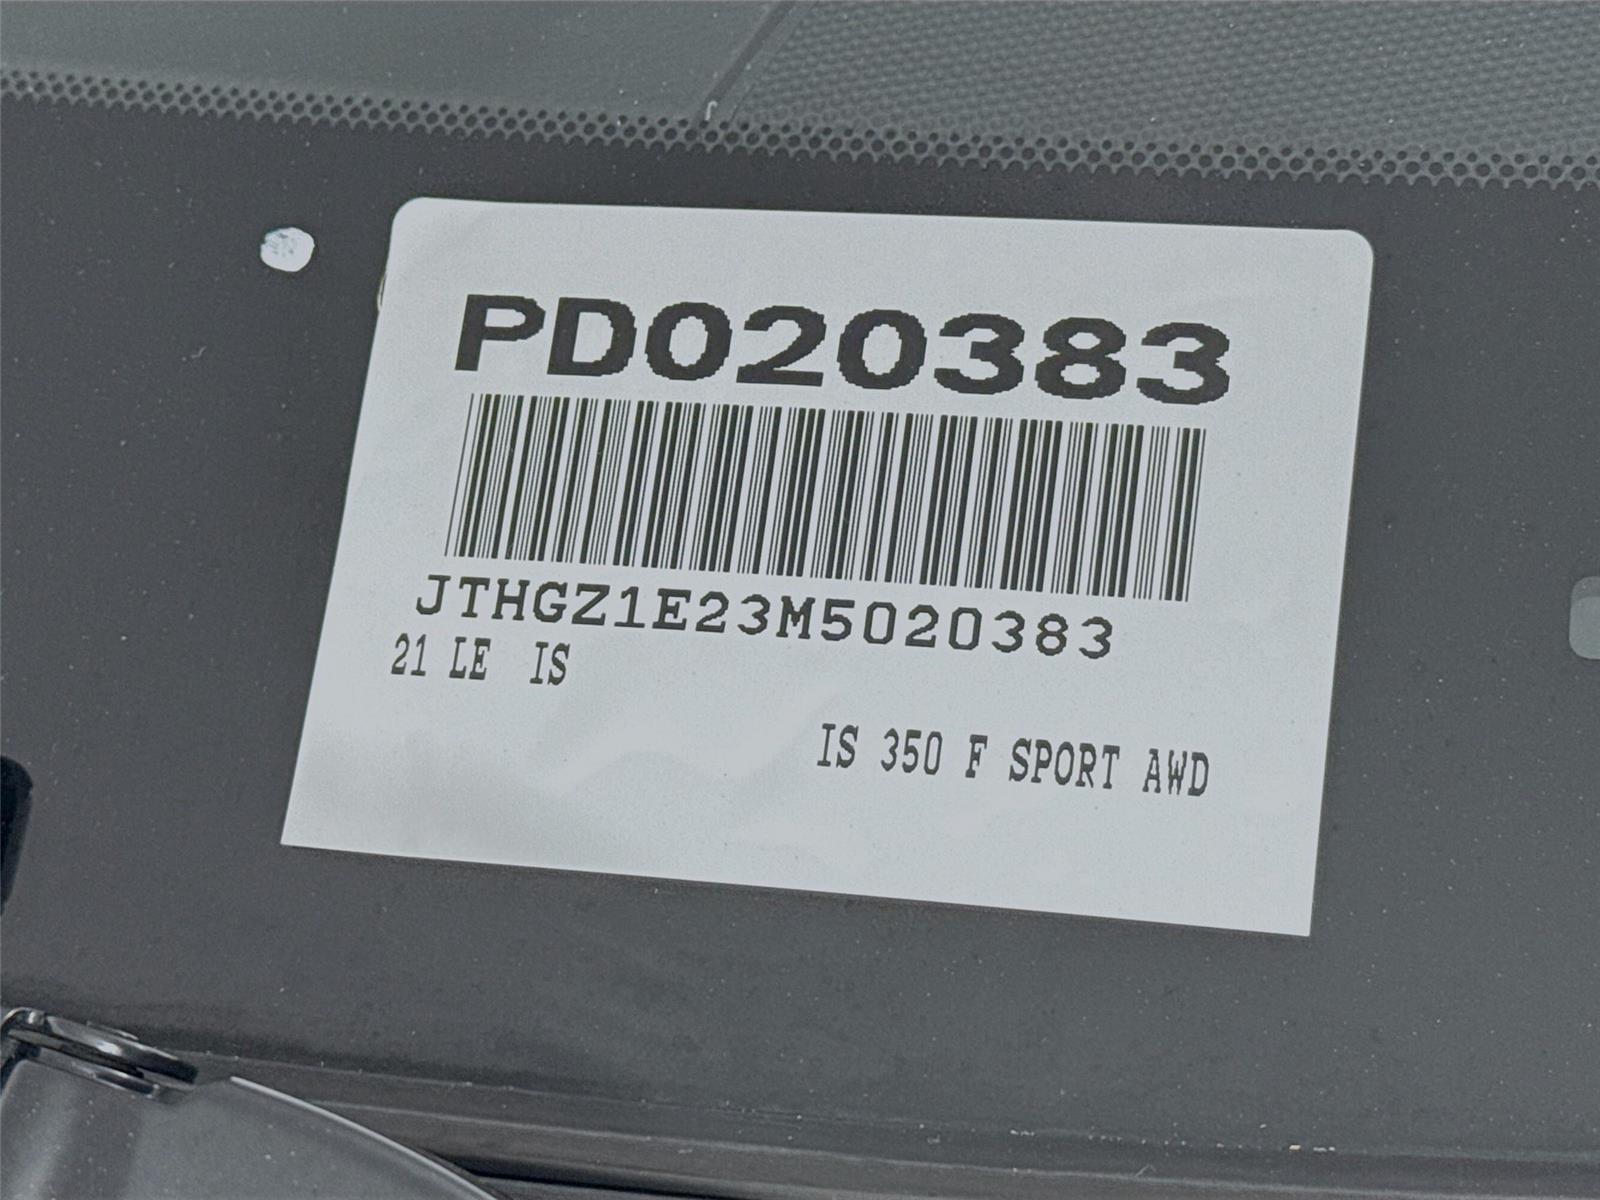 PD020383
JTHGZ1E23M5020383
21 LE IS
IS 350 F SPORT AWD